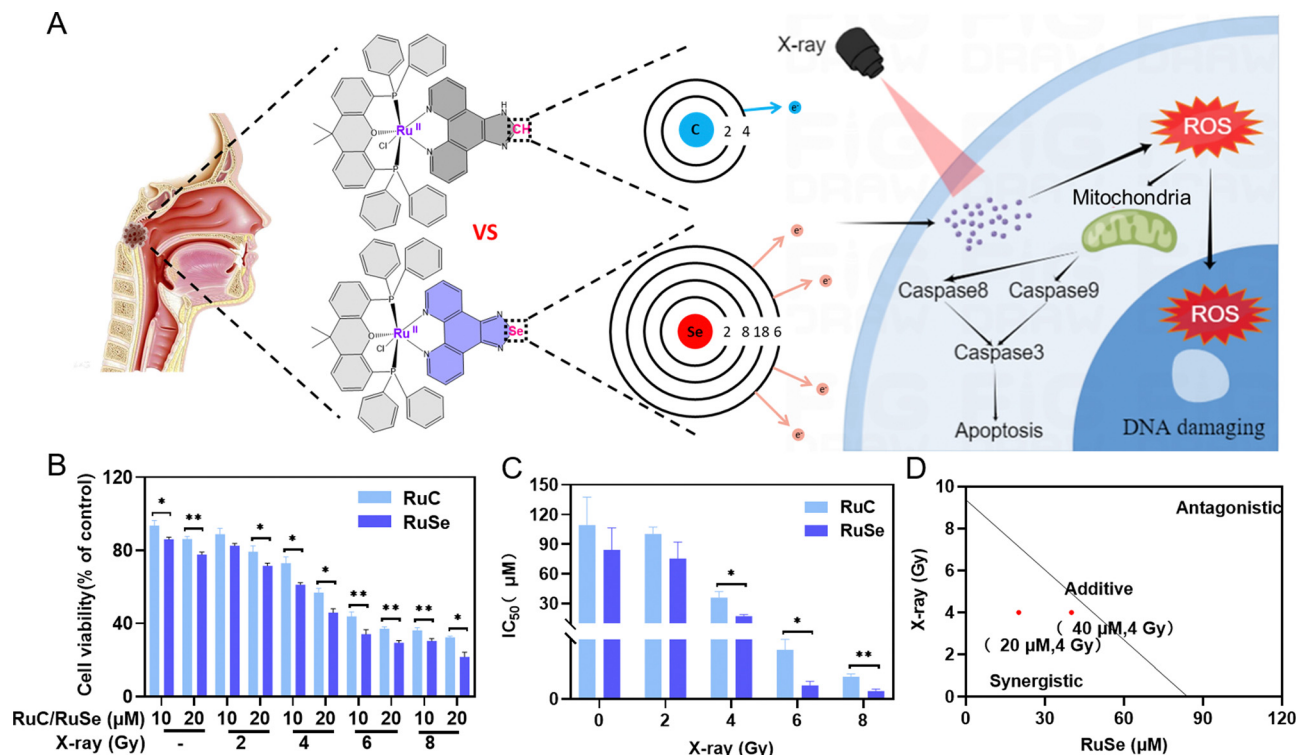 A
X-ray
P
N
H
N
Ru II
CH
O
Cl
N
N
P
C 2 4
e-
VS
e-
P
N
N
Ru II
Se
O
Cl
N
N
P
Se 2 8 18 6
e-
e-
e-
ROS
Mitochondria
Caspase8 Caspase9
ROS
Caspase3
Apoptosis
DNA damaging
B
Cell viability(% of control)
120
80
40
0
RuC
RuSe
*
**
*
*
*
**
**
**
*
RuC/RuSe (μM) 10 20 10 20 10 20 10 20 10 20
X-ray (Gy) - 2 4 6 8
C
IC50( μM)
150
120
90
60
30
4
2
0
RuC
RuSe
*
*
**
0 2 4 6 8
X-ray (Gy)
D
X-ray (Gy)
10
8
6
4
2
0
Antagonistic
Additive
( 40 μM,4 Gy)
( 20 μM,4 Gy)
Synergistic
0 30 60 90 120
RuSe (μM)